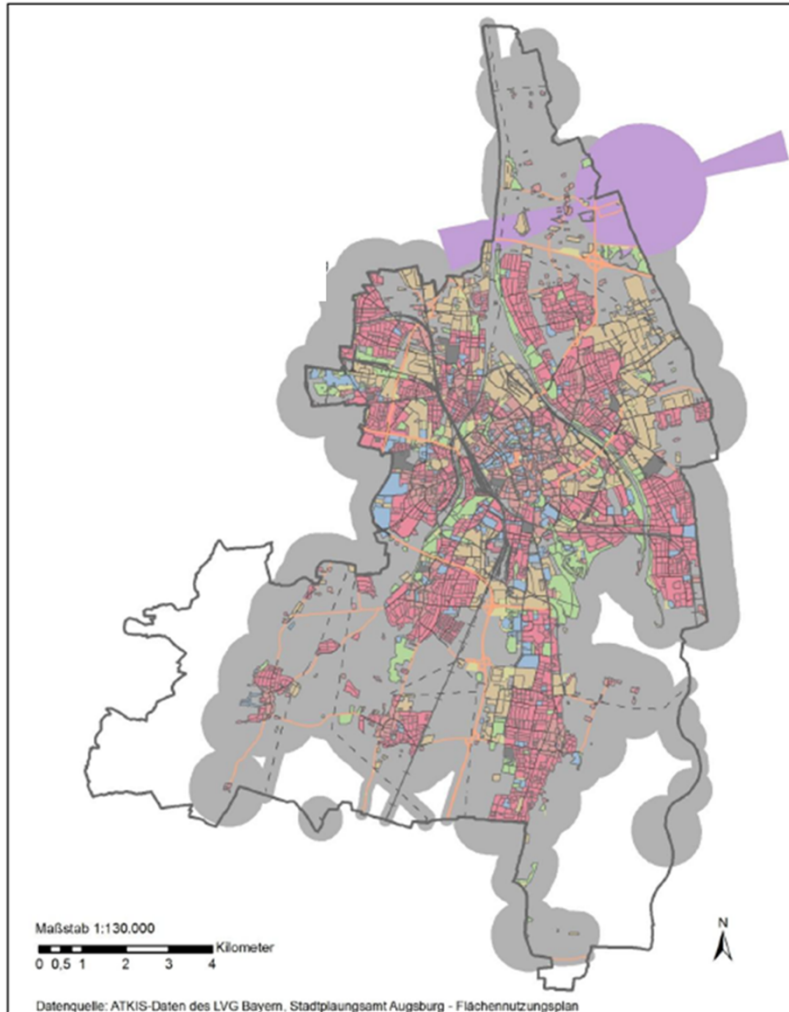 N
Maßstab 1:130.000
Kilometer
0 0,5 1 2 3 4
Datenquelle: ATKIS-Daten des LVG Bayern, Stadtplaungsamt Augsburg - Flächennutzungsplan